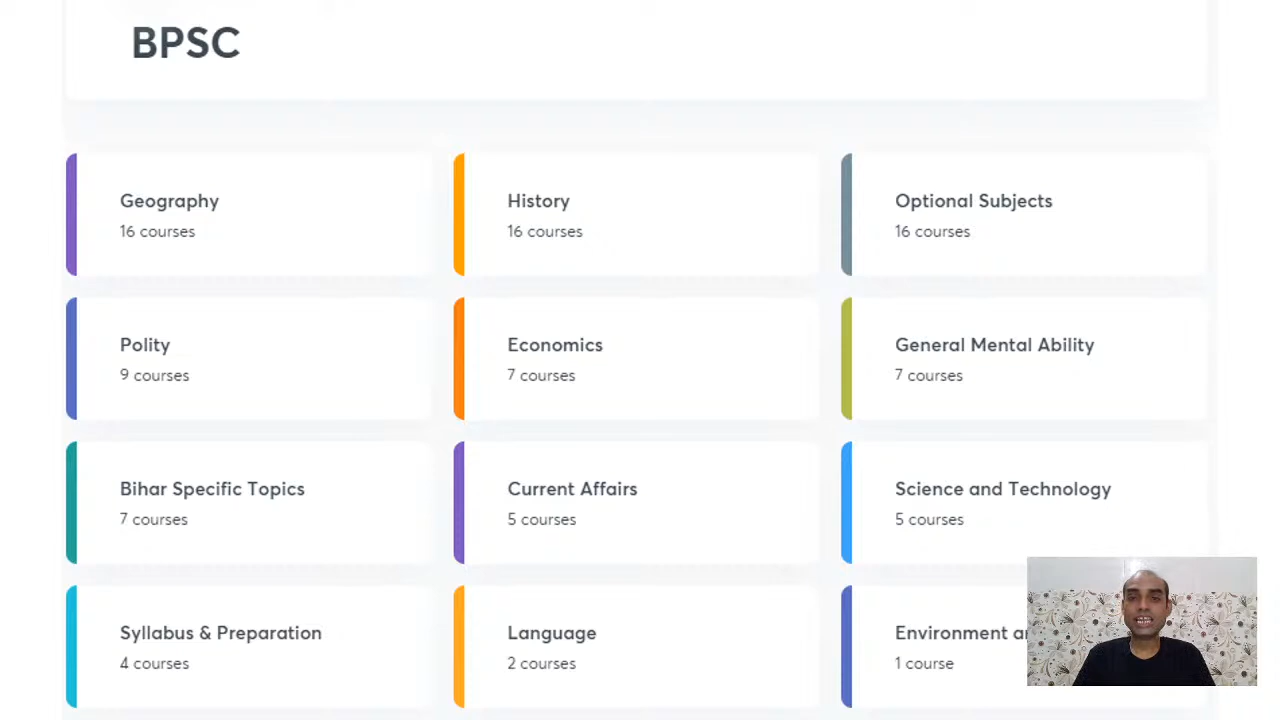 BPSC
Geography
16 courses
History
16 courses
Optional Subjects
16 courses
Polity
9 courses
Economics
7 courses
General Mental Ability
7 courses
Bihar Specific Topics
7 courses
Current Affairs
5 courses
Science and Technology
5 courses
Syllabus & Preparation
4 courses
Language
2 courses
Environment
1 course